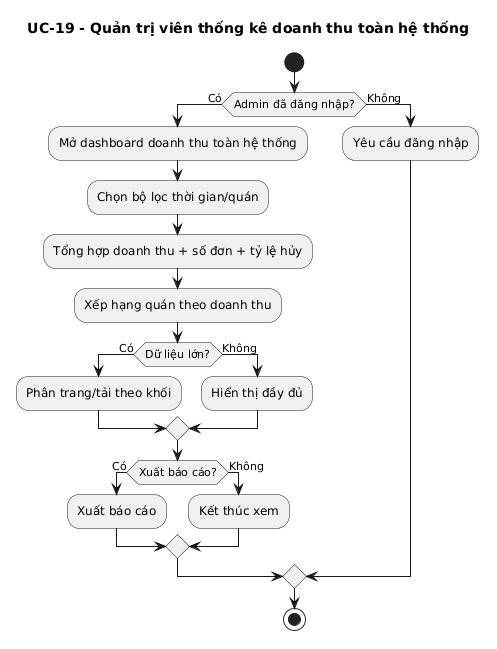 UC-19 - Quản trị viên thống kê doanh thu toàn hệ thống
Có
Admin đã đăng nhập?
Không
Mở dashboard doanh thu toàn hệ thống
Yêu cầu đăng nhập
Chọn bộ lọc thời gian/quán
Tổng hợp doanh thu + số đơn + tỷ lệ hủy
Xếp hạng quán theo doanh thu
Có
Dữ liệu lớn?
Không
Phân trang/tải theo khối
Hiển thị đầy đủ
Có
Xuất báo cáo?
Không
Xuất báo cáo
Kết thúc xem